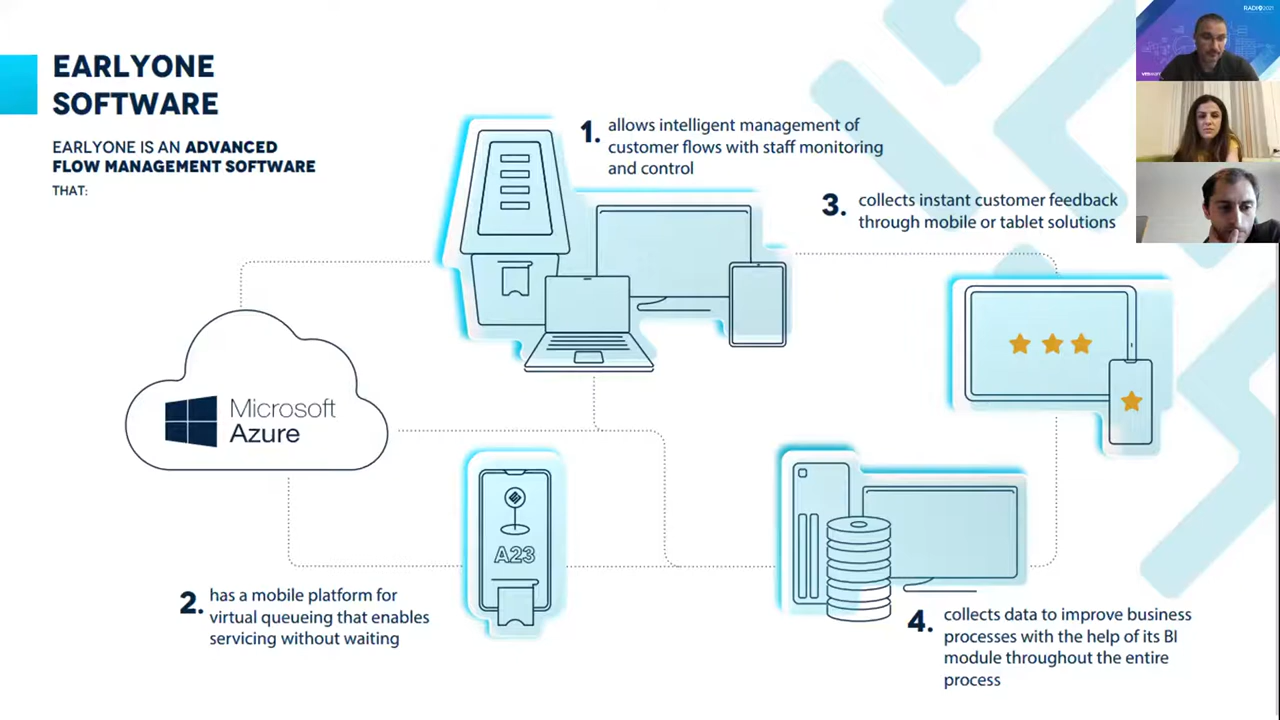 EARLYONE
SOFTWARE
EARLYONE IS AN ADVANCED
FLOW MANAGEMENT SOFTWARE
THAT:
1. allows intelligent management of
customer flows with staff monitoring
and control
3. collects instant customer feedback
through mobile or tablet solutions
Microsoft
Azure
A23
2. has a mobile platform for
virtual queueing that enables
servicing without waiting
4. collects data to improve business
processes with the help of its BI
module throughout the entire
process
RADIO2021
vmware